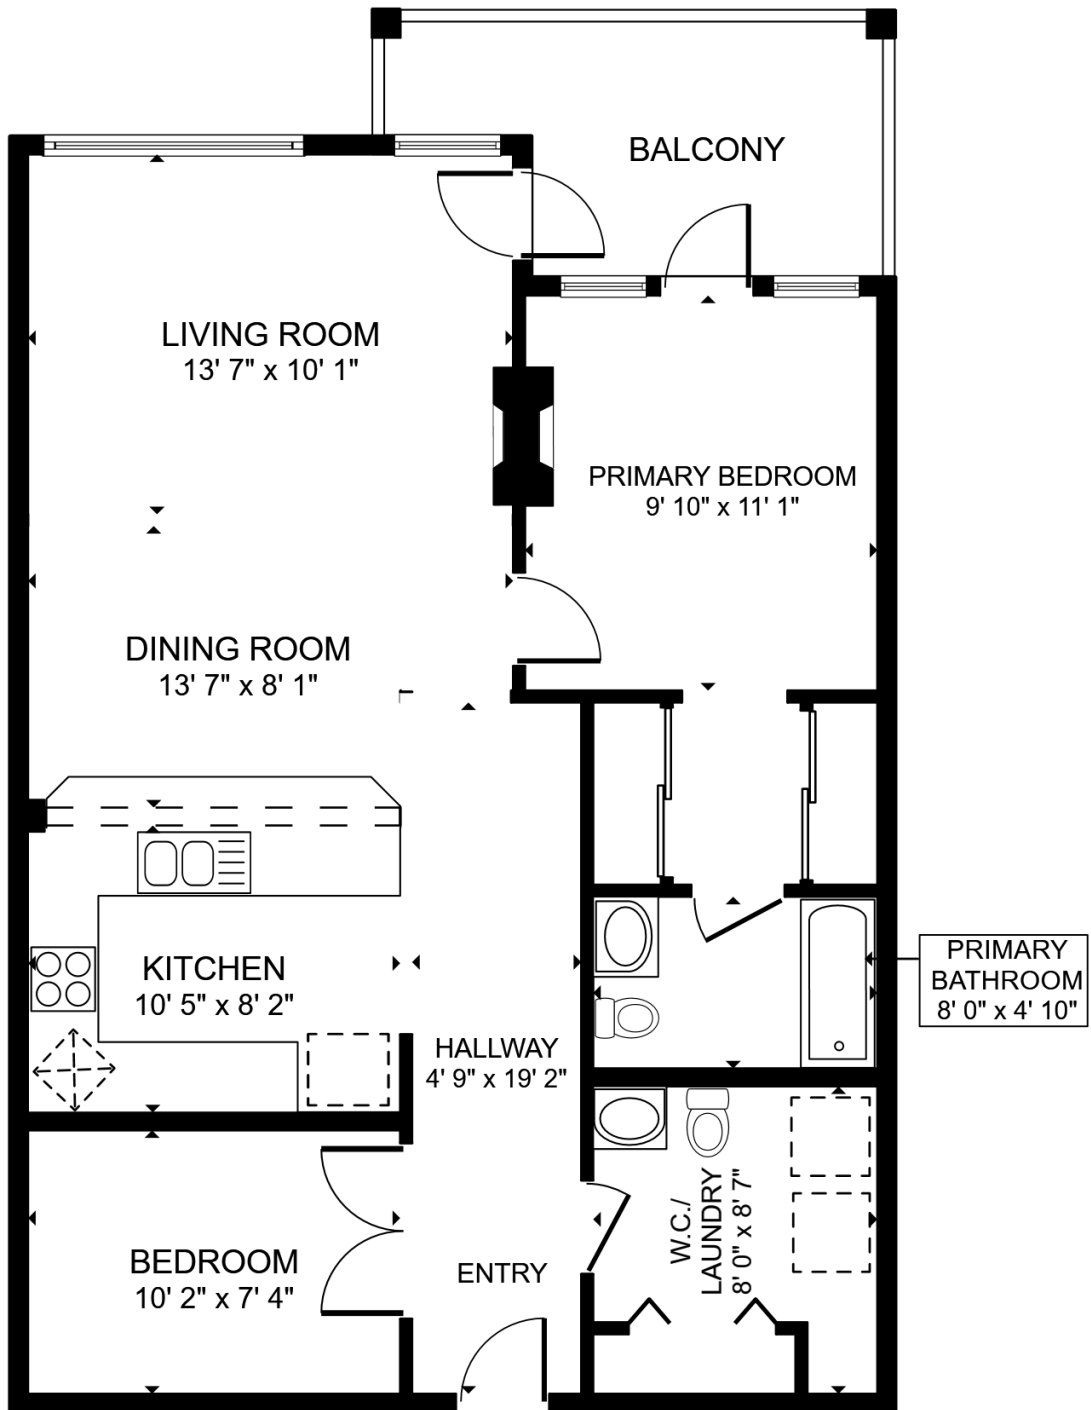 BALCONY
LIVING ROOM
13' 7" x 10' 1"
PRIMARY BEDROOM
9' 10" x 11' 1"
DINING ROOM
13' 7" x 8' 1"
KITCHEN
10' 5" x 8' 2"
PRIMARY
BATHROOM
8' 0" x 4' 10"
HALLWAY
4' 9" x 19' 2"
W.C./
LAUNDRY
8' 0" x 8' 7"
BEDROOM
10' 2" x 7' 4"
ENTRY